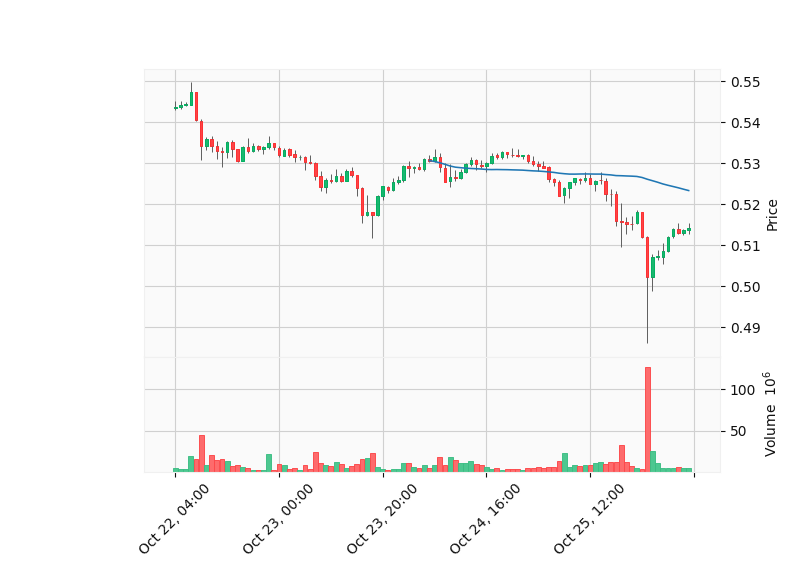 0.55
0.54
0.53
0.52
0.51
0.50
0.49
Price
100
50
Volume 10⁶
Oct 22, 04:00
Oct 23, 00:00
Oct 23, 20:00
Oct 24, 16:00
Oct 25, 12:00